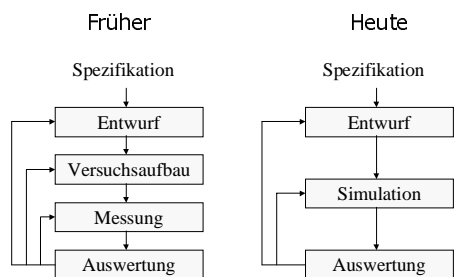 Früher
Spezifikation
Entwurf
Versuchsaufbau
Messung
Auswertung
Heute
Spezifikation
Entwurf
Simulation
Auswertung